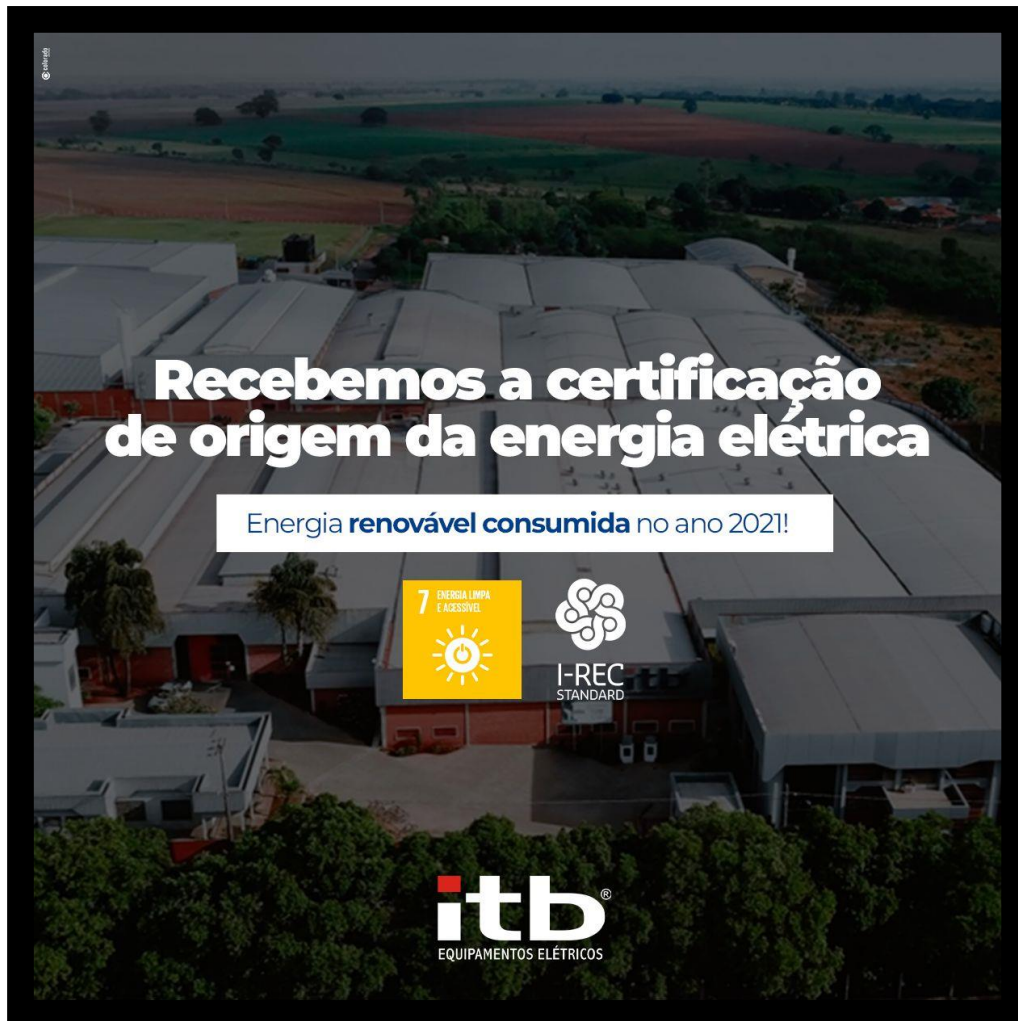 colorado
Recebemos a certificação
de origem da energia elétrica
Energia renovável consumida no ano 2021!
7 ENERGIA LIMPA
E ACESSÍVEL
I-REC
STANDARD
itb®
EQUIPAMENTOS ELÉTRICOS